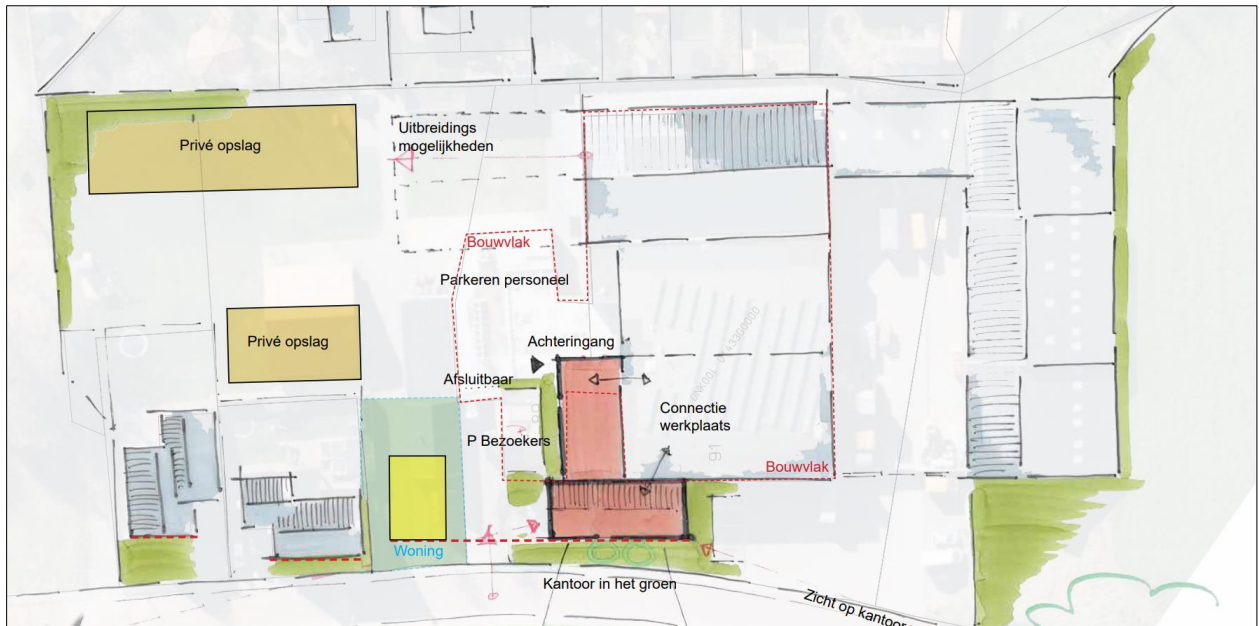 Uitbreidings
mogelijkheden
Privé opslag
Bouwvlak
Parkeren personeel
Privé opslag
Achteringang
Afsluitbaar
Connectie
werkplaats
P Bezoekers
91
Bouwvlak
Woning
Kantoor in het groen
Zicht op kantoor